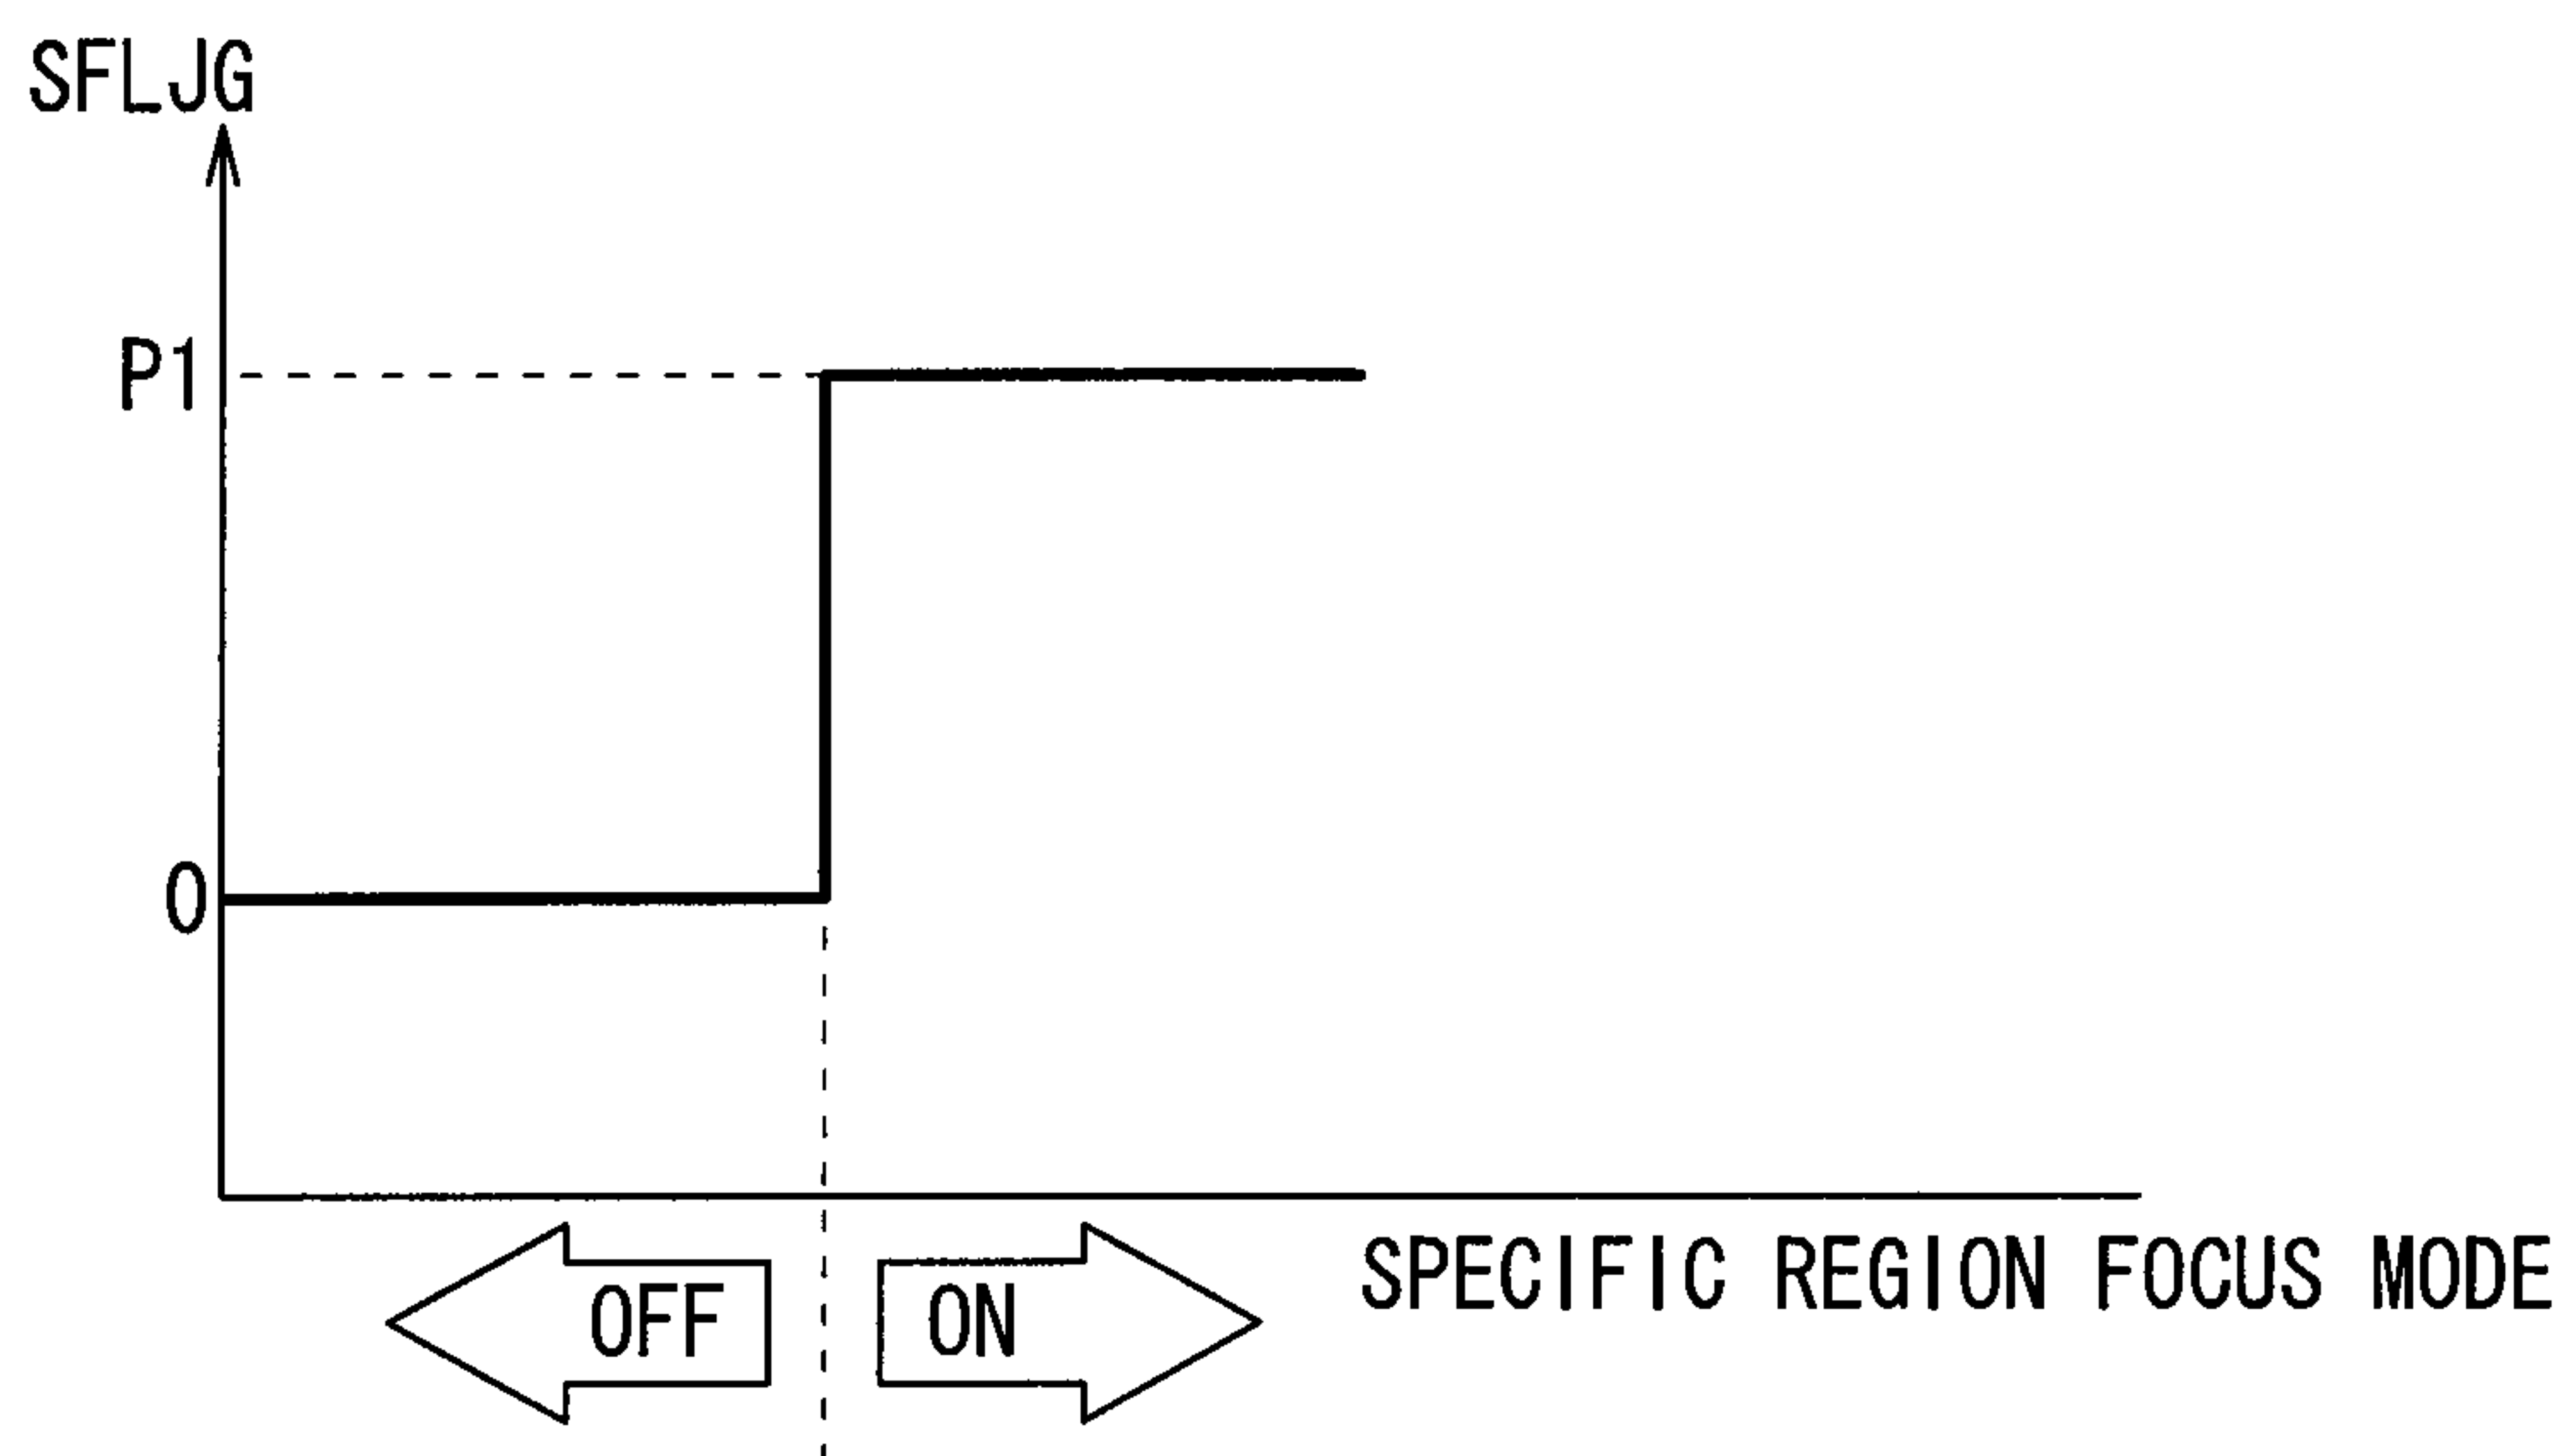 SFLJG
P1
0
OFF
ON
SPECIFIC REGION FOCUS MODE